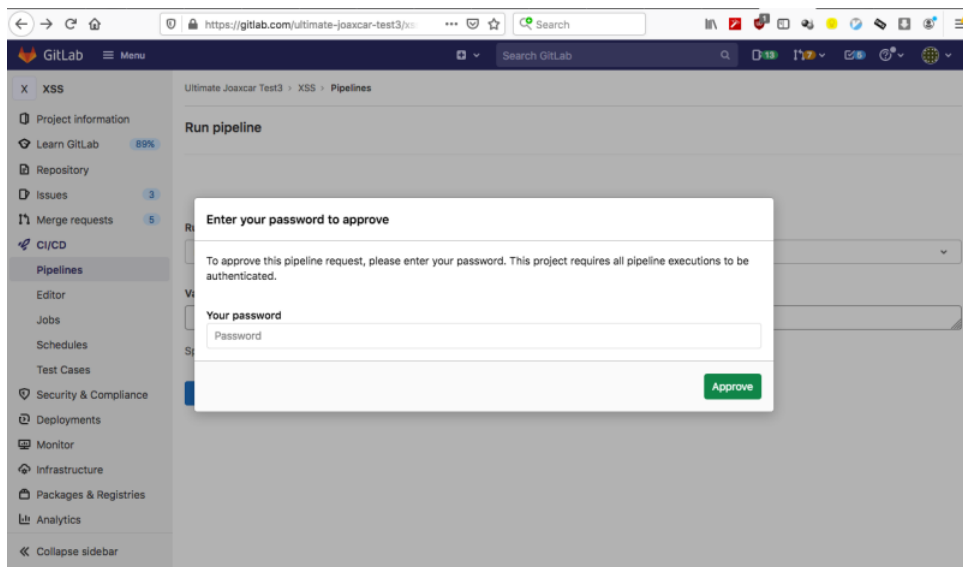 https://gitlab.com/ultimate-joaxcar-test3/xs
Search
GitLab
Menu
Search GitLab
13
5
X XSS
Ultimate Joaxcar Test3 › XSS › Pipelines
Project information
Run pipeline
Learn GitLab 89%
Repository
Issues 3
Merge requests 5
Enter your password to approve
CI/CD
To approve this pipeline request, please enter your password. This project requires all pipeline executions to be
authenticated.
Pipelines
Editor
Your password
Jobs
Password
Schedules
Test Cases
Security & Compliance
Approve
Deployments
Monitor
Infrastructure
Packages & Registries
Analytics
Collapse sidebar